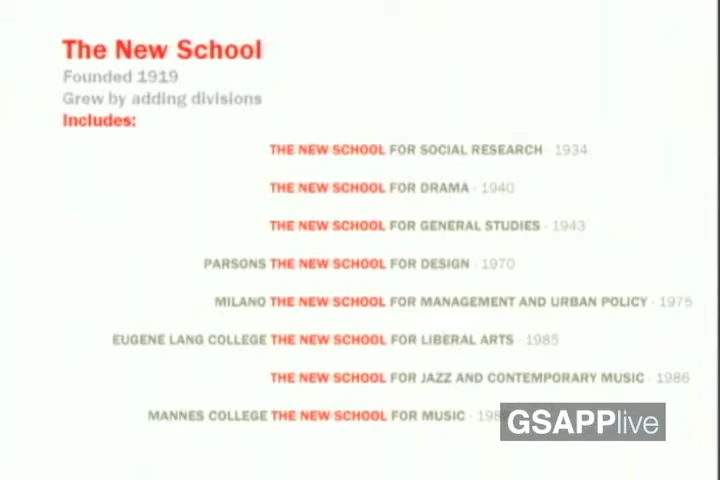 The New School
Founded 1919
Grew by adding divisions
Includes:
THE NEW SCHOOL FOR SOCIAL RESEARCH - 1934
THE NEW SCHOOL FOR DRAMA - 1940
THE NEW SCHOOL FOR GENERAL STUDIES - 1943
PARSONS THE NEW SCHOOL FOR DESIGN - 1970
MILANO THE NEW SCHOOL FOR MANAGEMENT AND URBAN POLICY - 1975
EUGENE LANG COLLEGE THE NEW SCHOOL FOR LIBERAL ARTS - 1985
THE NEW SCHOOL FOR JAZZ AND CONTEMPORARY MUSIC - 1986
MANNES COLLEGE THE NEW SCHOOL FOR MUSIC -
GSAPPlive